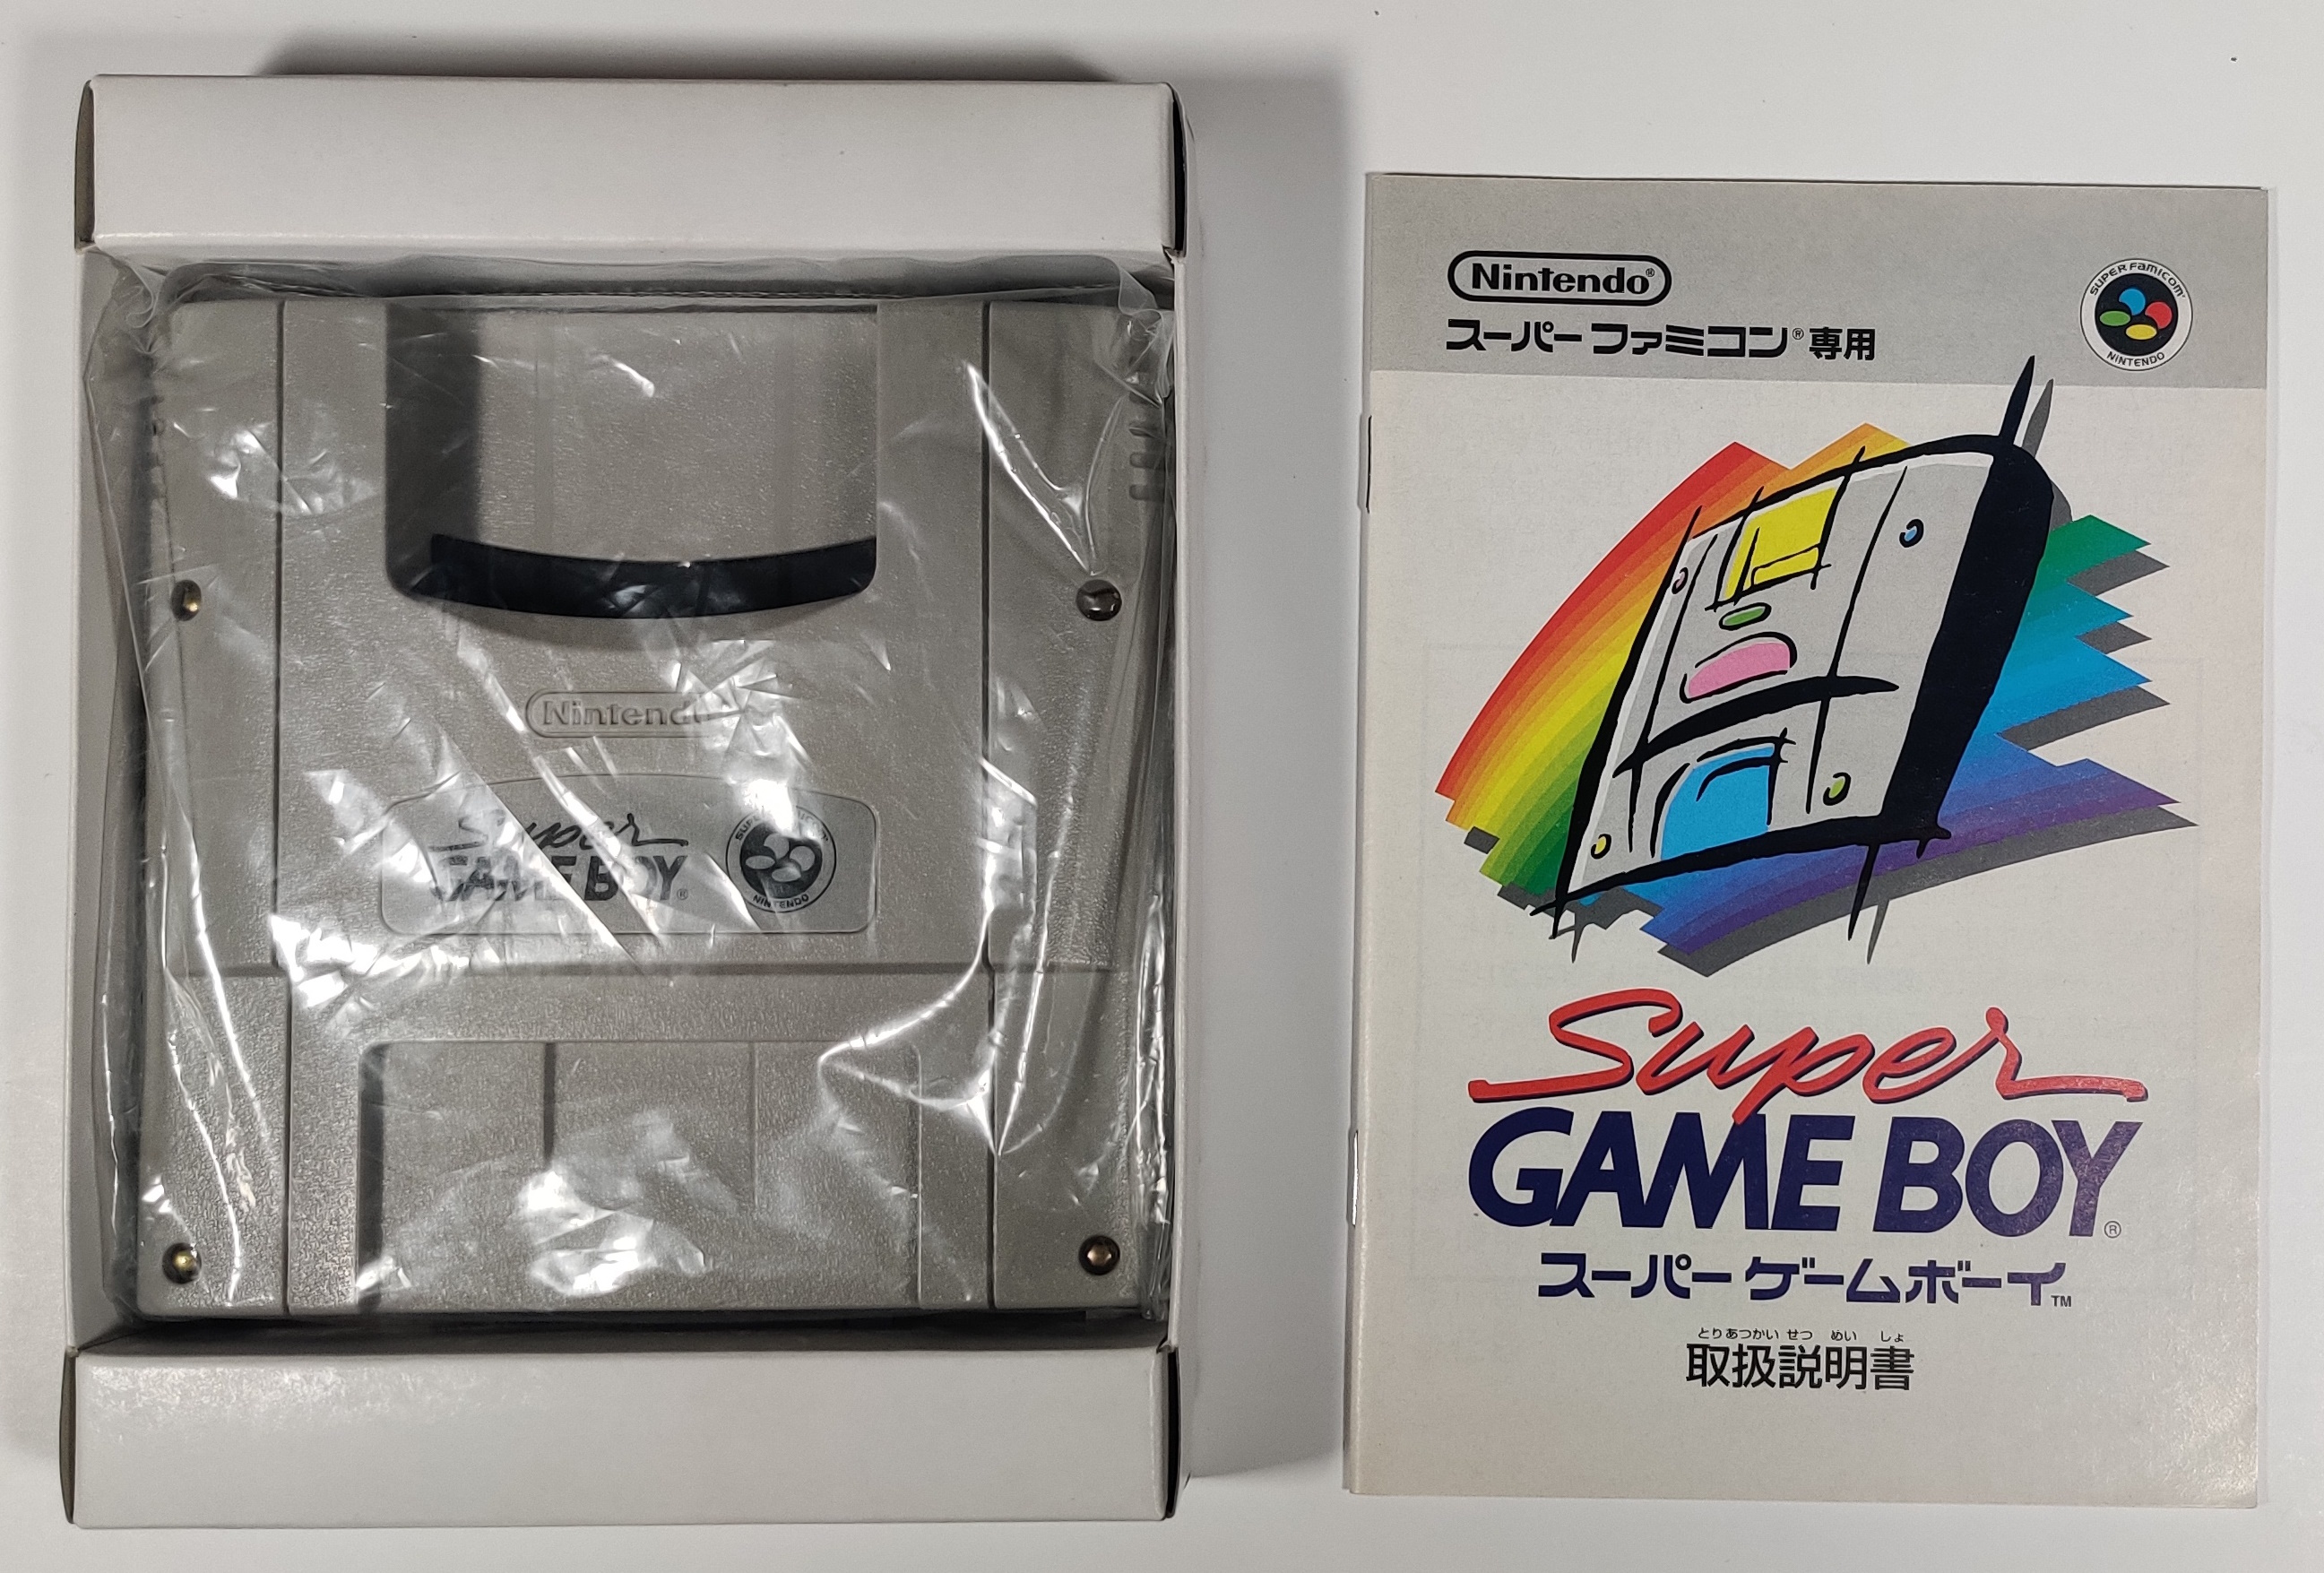 Nintendo
Super
GAME BOY®
NINTENDO
Nintendo®
スーパーファミコン®専用
SUPER FAMICOM
NINTENDO
Super
GAME BOY®
スーパーゲームボーイ™
とりあつかい せつ めい しょ
取扱説明書